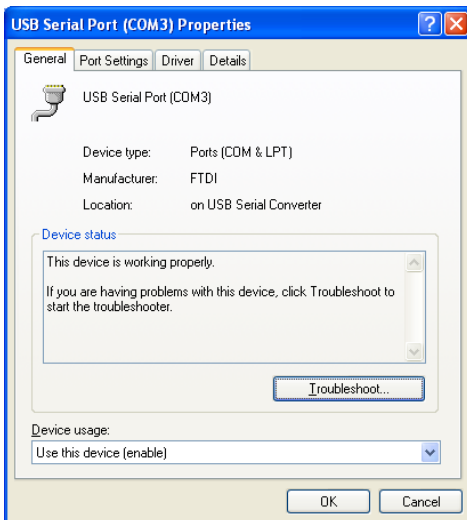 USB Serial Port (COM3) Properties
General Port Settings Driver Details
USB Serial Port (COM3)
Device type: Ports (COM & LPT)
Manufacturer: FTDI
Location: on USB Serial Converter
Device status
This device is working properly.
If you are having problems with this device, click Troubleshoot to
start the troubleshooter.
Troubleshoot...
Device usage:
Use this device (enable)
OK Cancel